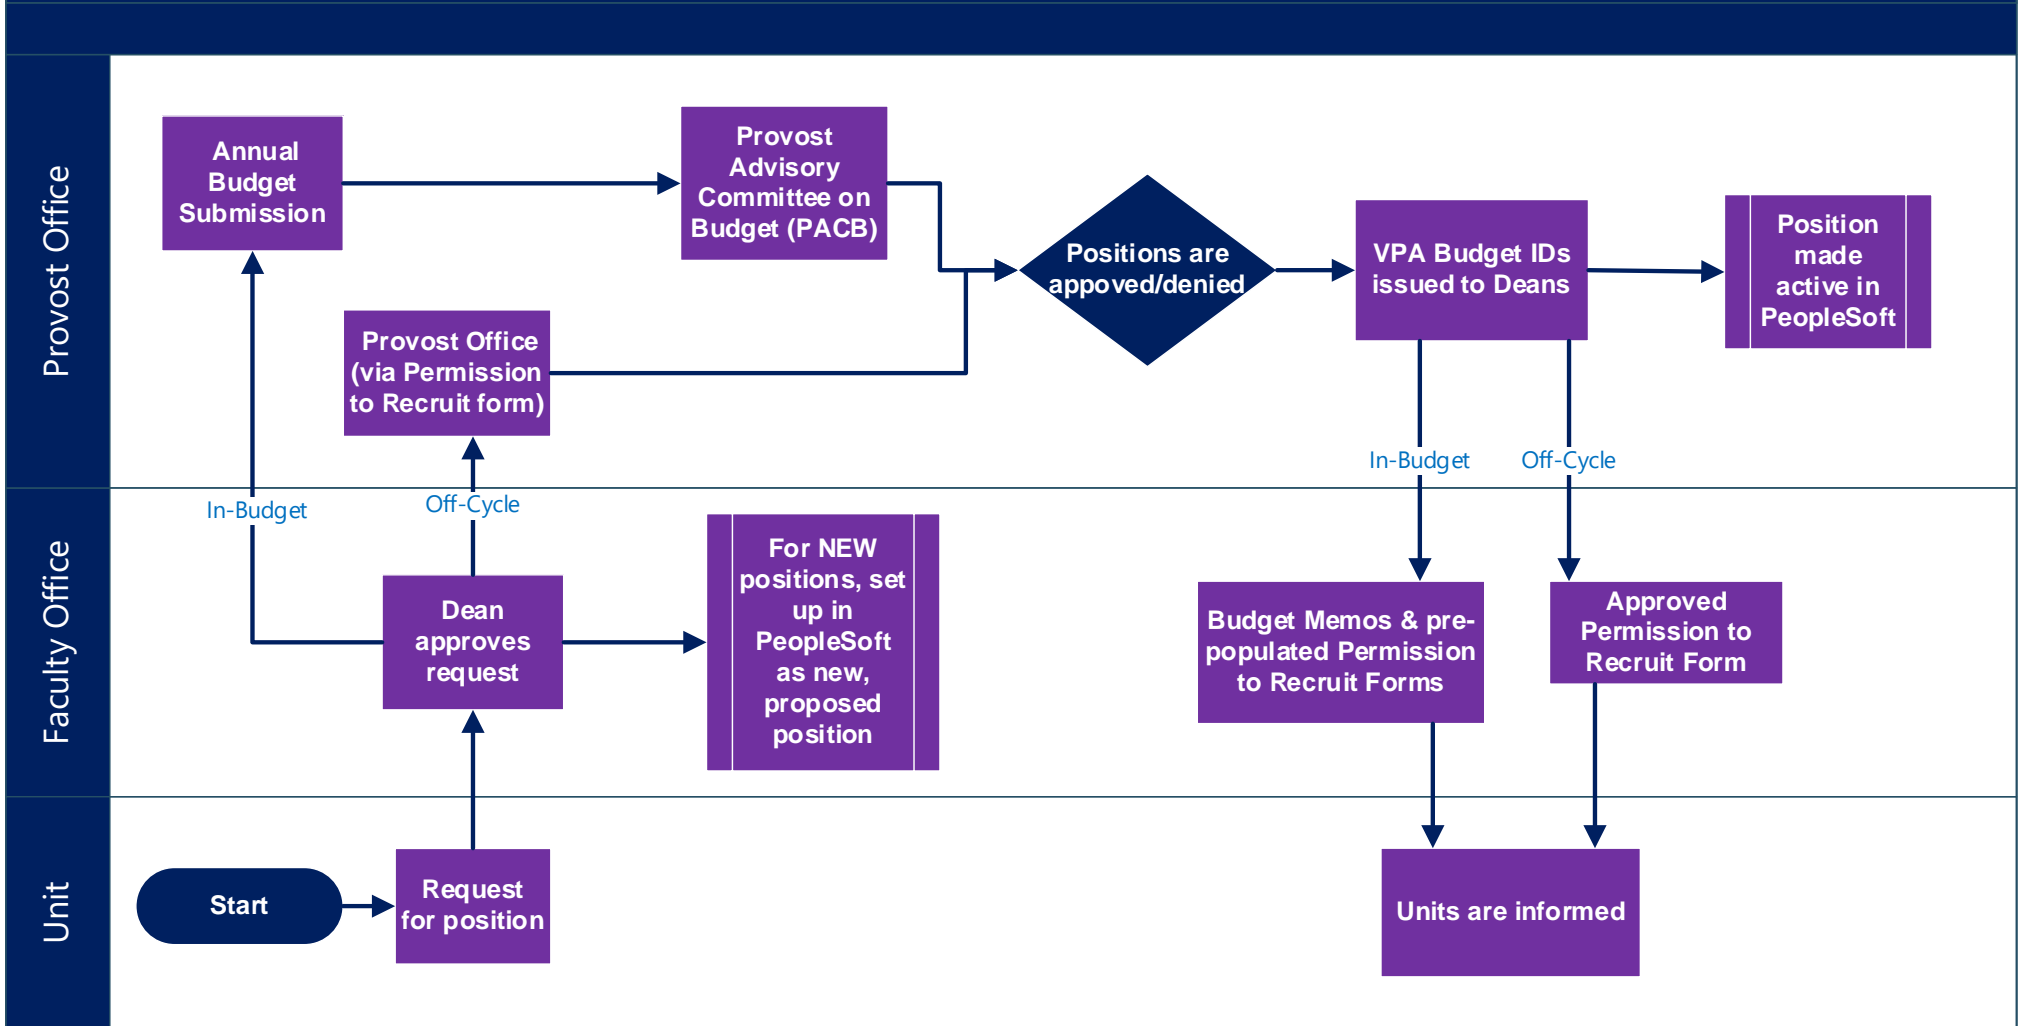 Provost Office
Annual
Budget
Submission
Provost
Advisory
Committee on
Budget (PACB)
Positions are
appoved/denied
VPA Budget IDs
issued to Deans
Position
made
active in
PeopleSoft
Provost Office
(via Permission
to Recruit form)
In-Budget
Off-Cycle
Faculty Office
In-Budget
Off-Cycle
Dean
approves
request
For NEW
positions, set
up in
PeopleSoft
as new,
proposed
position
Budget Memos & pre-
populated Permission
to Recruit Forms
Approved
Permission to
Recruit Form
Unit
Start
Request
for position
Units are informed